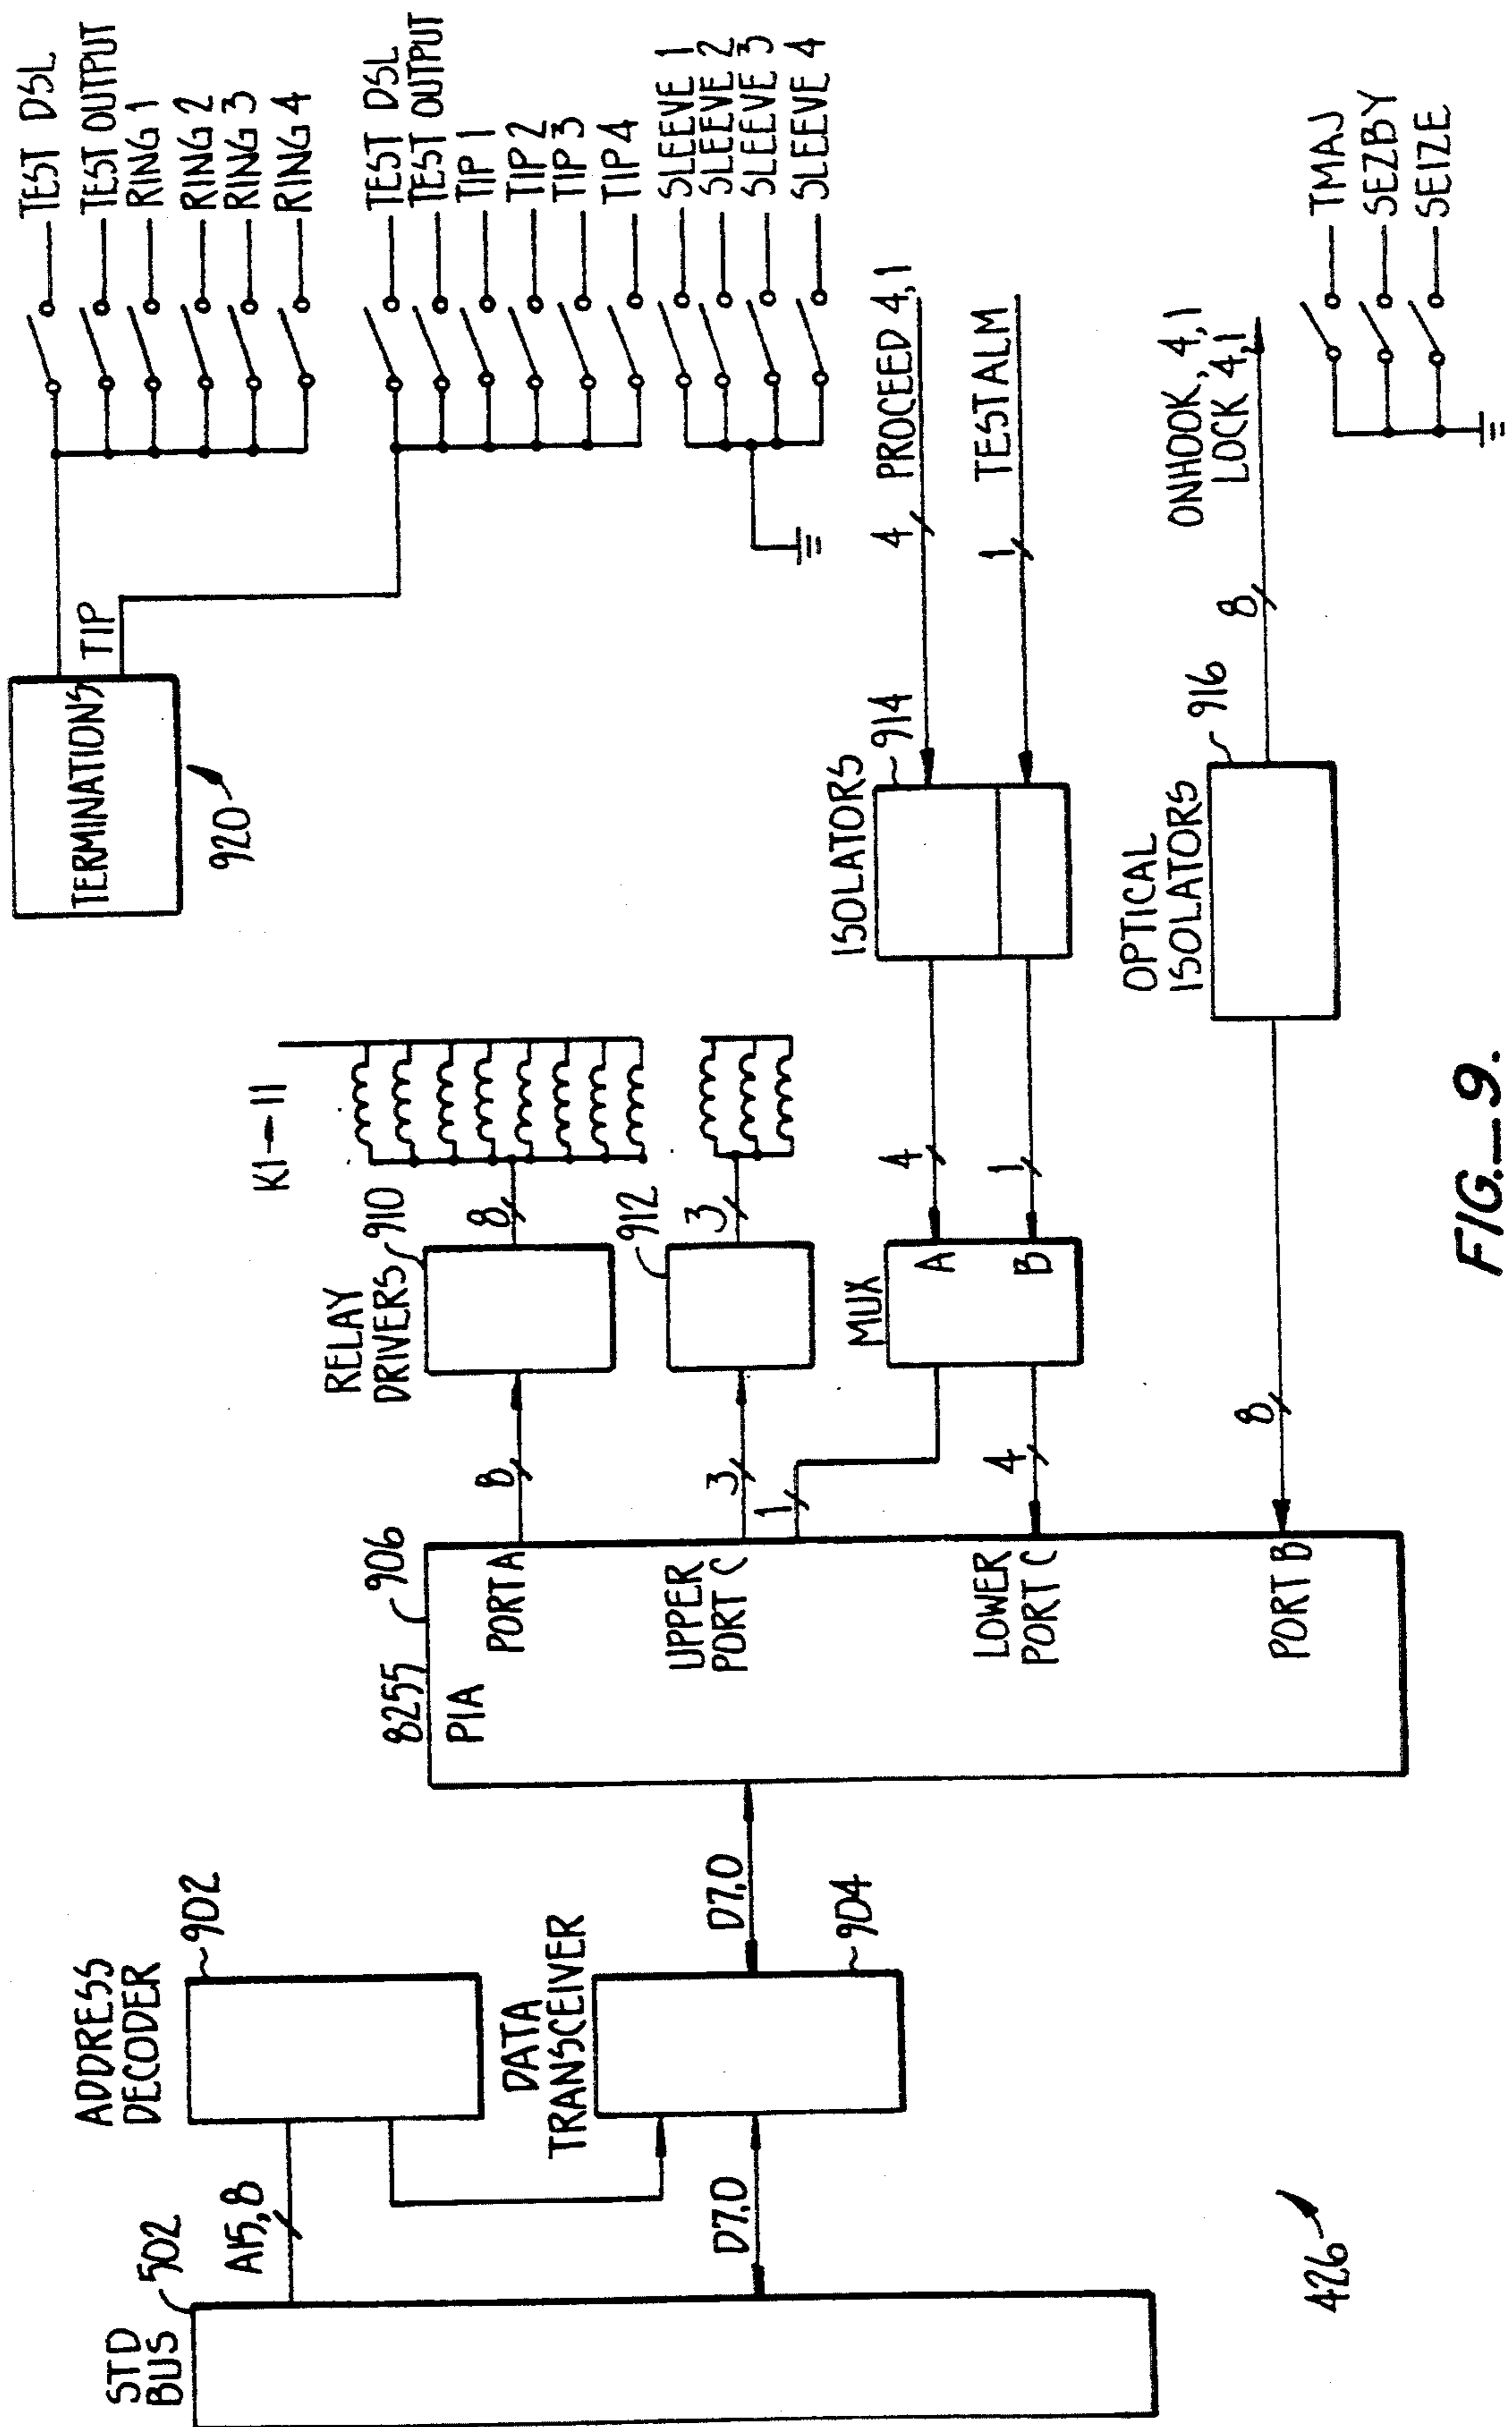 STD
BUS
502
A15,8
ADDRESS
DECODER
902
DATA
TRANSCEIVER
904
D7,0
D7,0
8255
906
PIA
PORT A
UPPER
PORT C
LOWER
PORT C
PORT B
8
3
1
4
8
RELAY
DRIVERS
910
912
8
3
K1-11
MUX
A
B
4
1
ISOLATORS
914
OPTICAL
ISOLATORS
916
4
1
8
PROCEED 4,1
TESTALM
ONHOOK, 4,1
LOCK 4,1
TERMINATIONS
920
TIP
TEST DSL
TEST OUTPUT
RING 1
RING 2
RING 3
RING 4
TEST DSL
TEST OUTPUT
TIP 1
TIP 2
TIP 3
TIP 4
SLEEVE 1
SLEEVE 2
SLEEVE 3
SLEEVE 4
TMAJ
SEZBY
SEIZE
426
FIG._9.